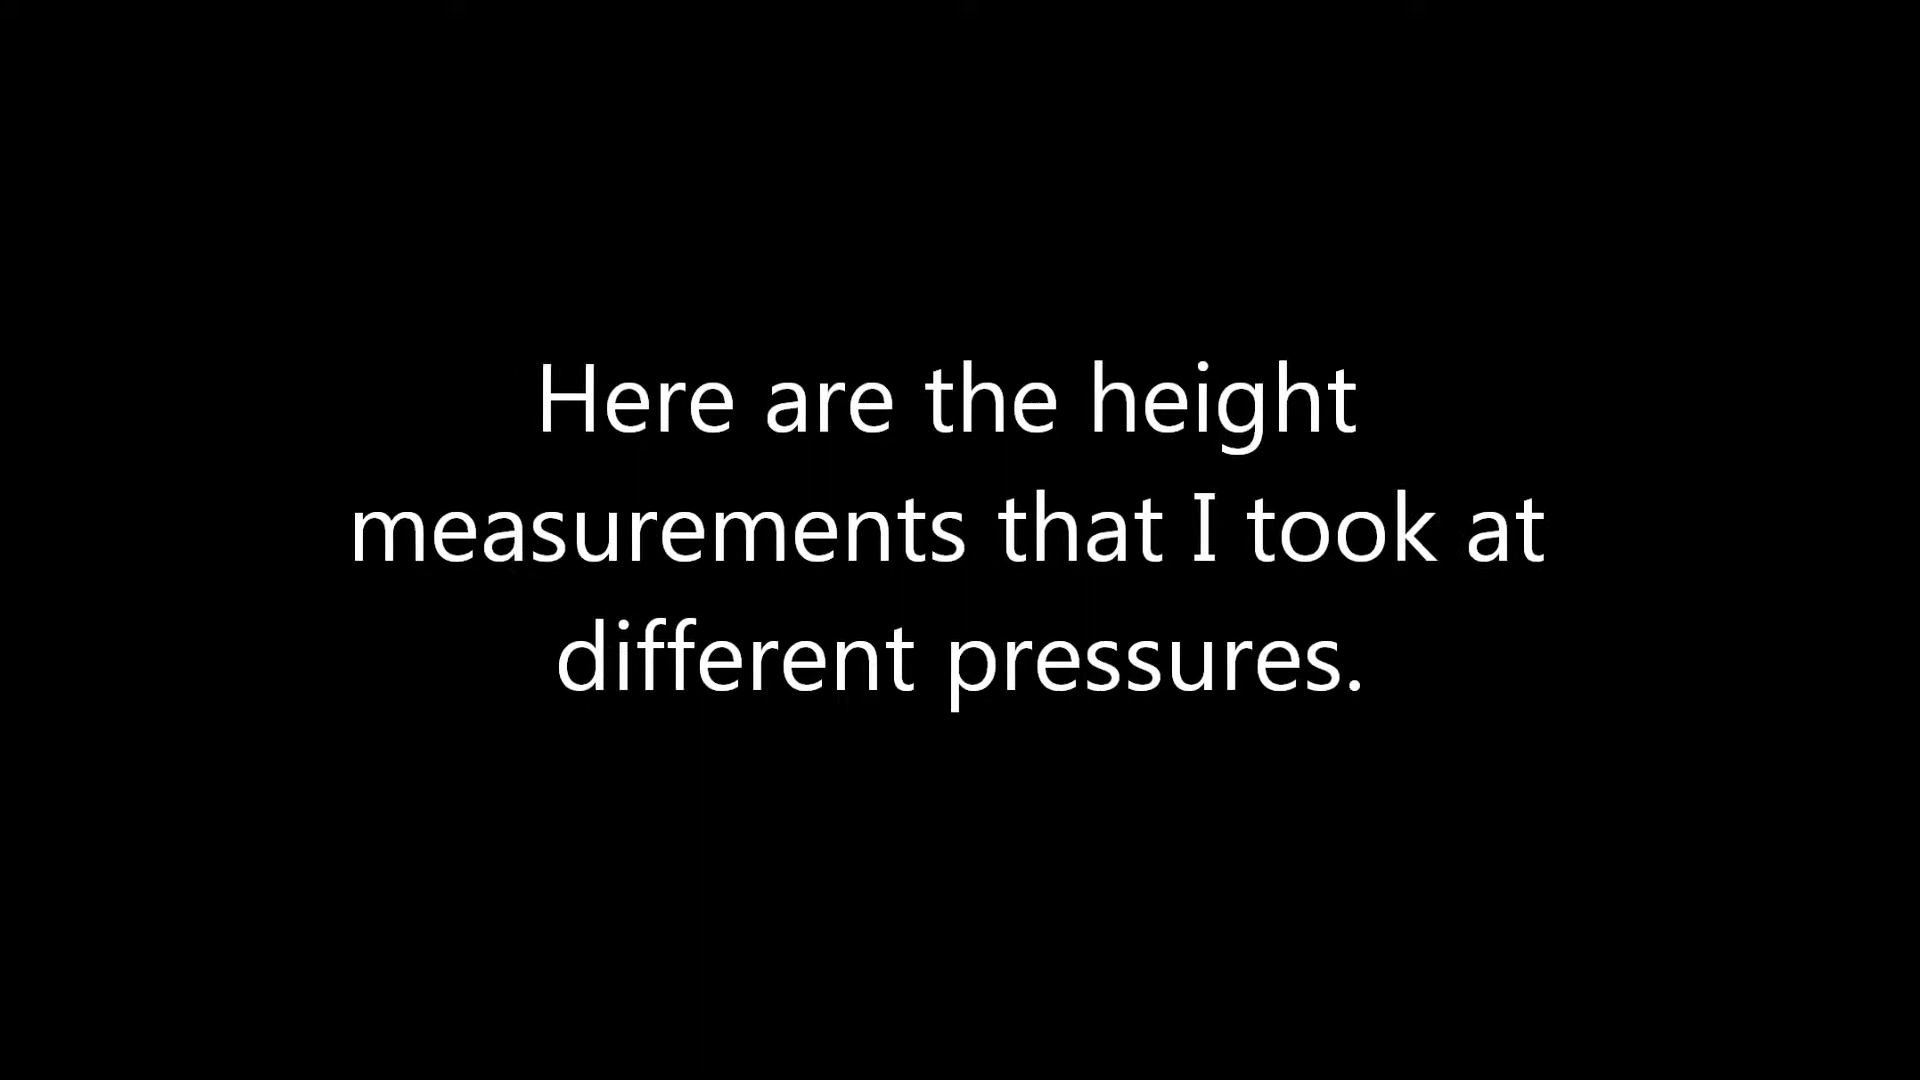 Here are the height
measurements that I took at
different pressures.